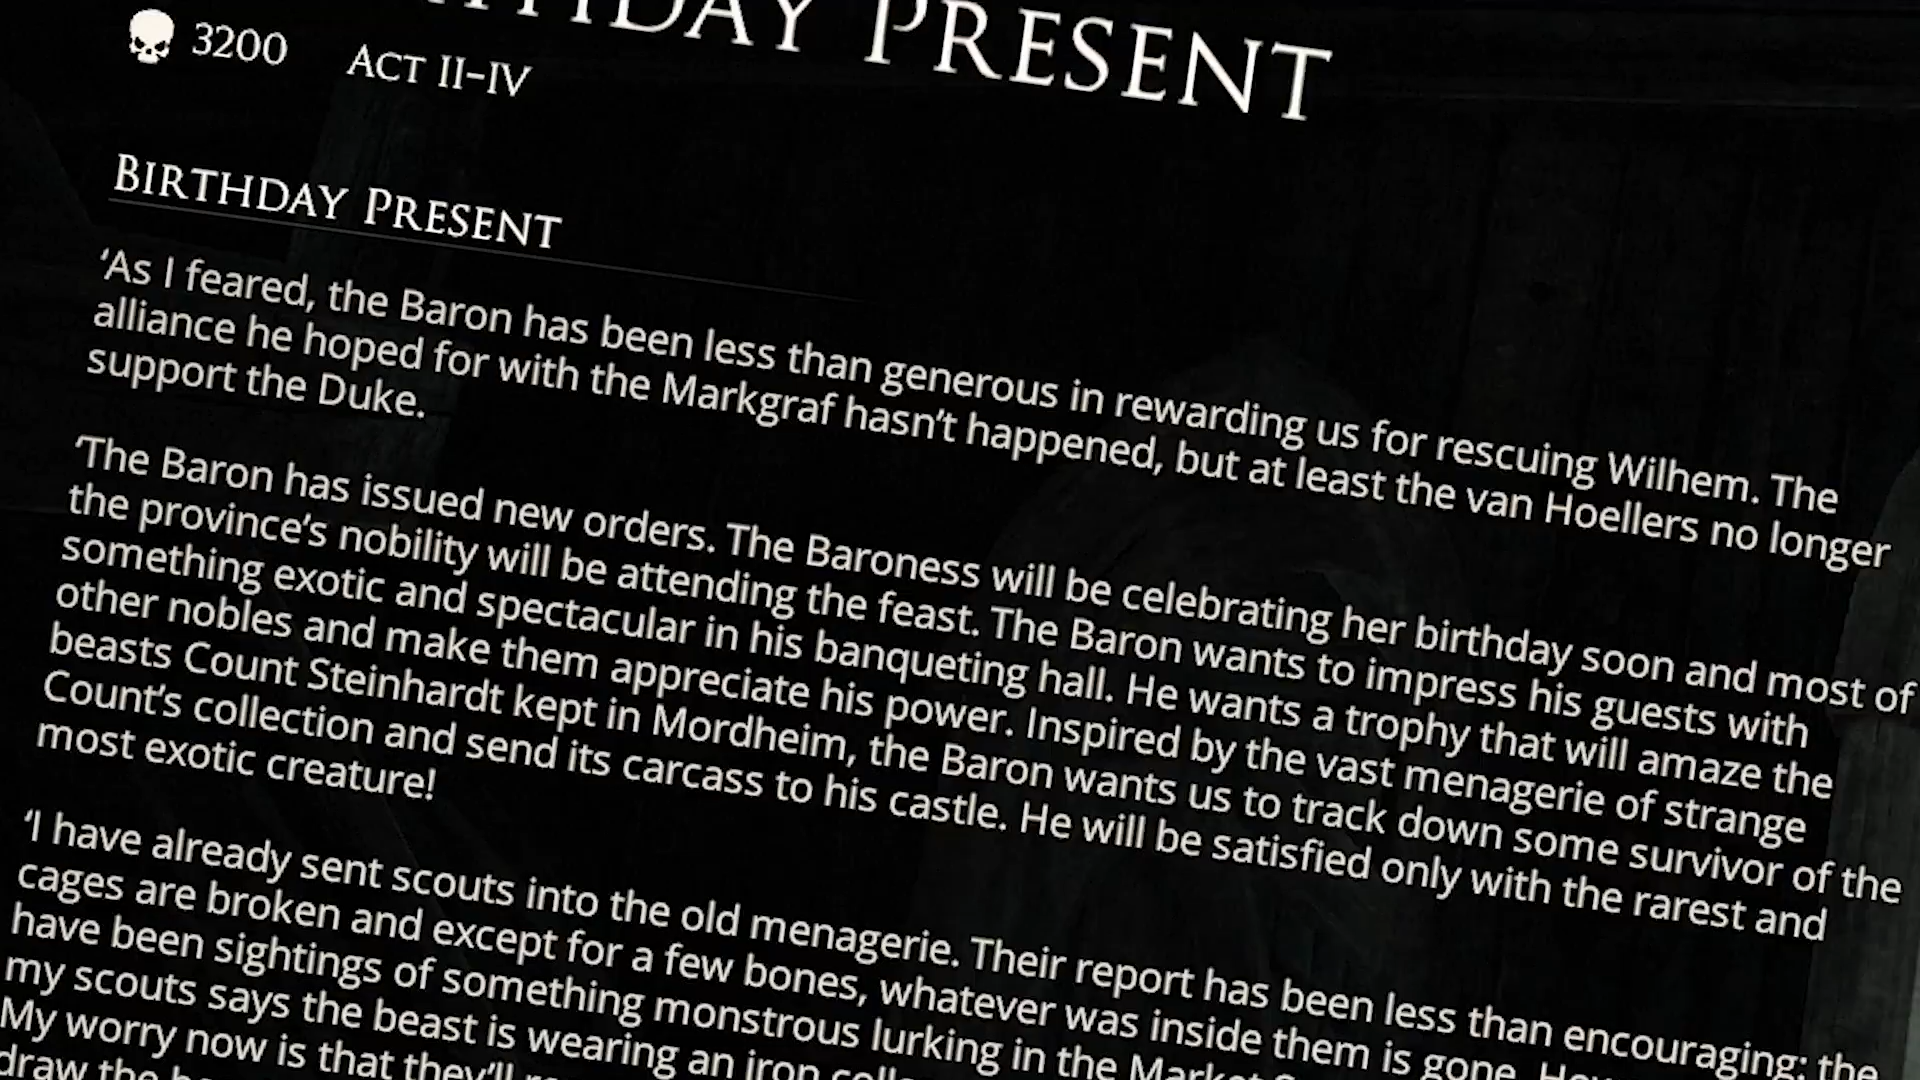 PRESENT
3200 ACT II-IV
BIRTHDAY PRESENT
‘As I feared, the Baron has been less than generous in rewarding us for rescuing Wilhem. The
alliance he hoped for with the Markgraf hasn’t happened, but at least the van Hoellers no longer
support the Duke.
‘The Baron has issued new orders. The Baroness will be celebrating her birthday soon and most of
the province’s nobility will be attending the feast. The Baron wants to impress his guests with
something exotic and spectacular in his banqueting hall. He wants a trophy that will amaze the
other nobles and make them appreciate his power. Inspired by the vast menagerie of strange
beasts Count Steinhardt kept in Mordheim, the Baron wants us to track down some survivor of the
Count’s collection and send its carcass to his castle. He will be satisfied only with the rarest and
most exotic creature!
‘I have already sent scouts into the old menagerie. Their report has been less than encouraging: the
cages are broken and except for a few bones, whatever was inside them is gone.
have been sightings of something monstrous lurking in the Market
my scouts says the beast is wearing an iron
My worry now is that they’ll
draw the